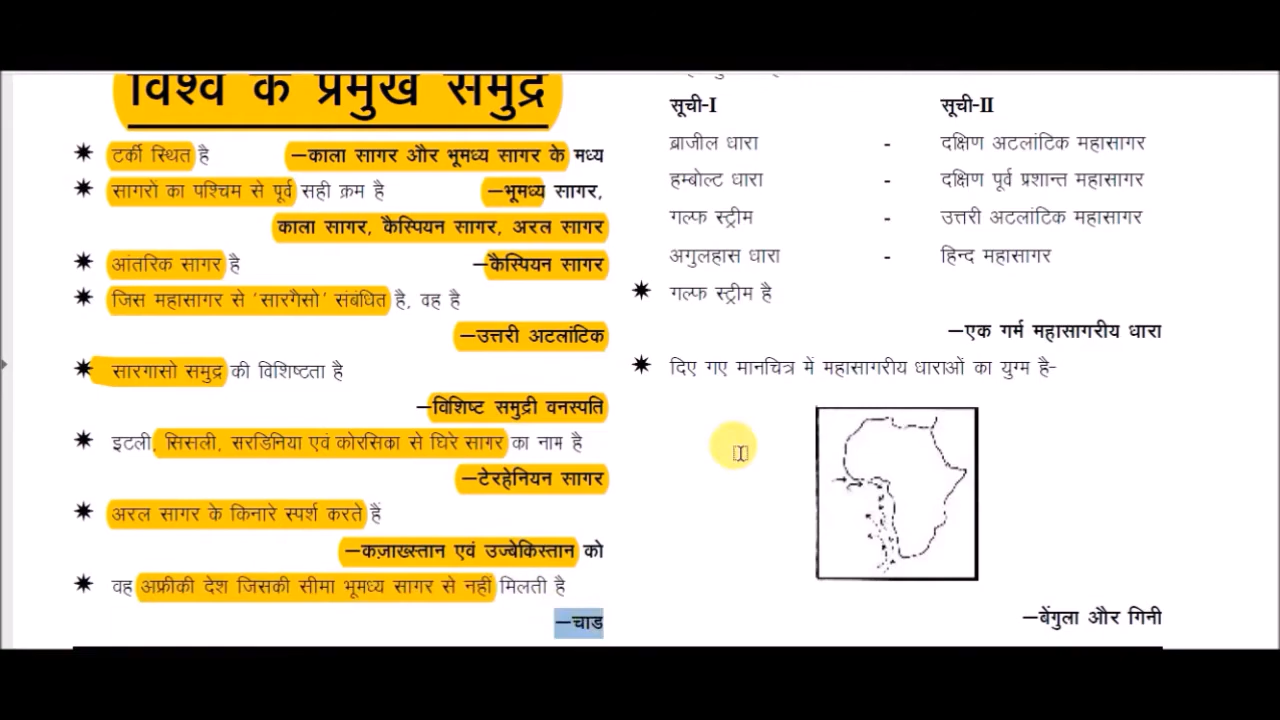 विश्व के प्रमुख समुद्र
✷ टर्की स्थित है –काला सागर और भूमध्य सागर के मध्य
✷ सागरों का पश्चिम से पूर्व सही क्रम है –भूमध्य सागर,
काला सागर, कैस्पियन सागर, अरल सागर
✷ आंतरिक सागर है –कैस्पियन सागर
✷ जिस महासागर से ‘सारगैसो’ संबंधित है, वह है
–उत्तरी अटलांटिक
✷ सारगासो समुद्र की विशिष्टता है
–विशिष्ट समुद्री वनस्पति
✷ इटली, सिसली, सरडिनिया एवं कोरसिका से घिरे सागर का नाम है
–टेरहेनियन सागर
✷ अरल सागर के किनारे स्पर्श करते हैं
–कज़ाख्स्तान एवं उज्बेकिस्तान को
✷ वह अफ्रीकी देश जिसकी सीमा भूमध्य सागर से नहीं मिलती है
–चाड
सूची-I सूची-II
ब्राजील धारा - दक्षिण अटलांटिक महासागर
हम्बोल्ट धारा - दक्षिण पूर्व प्रशान्त महासागर
गल्फ स्ट्रीम - उत्तरी अटलांटिक महासागर
अगुलहास धारा - हिन्द महासागर
✷ गल्फ स्ट्रीम है
–एक गर्म महासागरीय धारा
✷ दिए गए मानचित्र में महासागरीय धाराओं का युग्म है-
–बेंगुला और गिनी